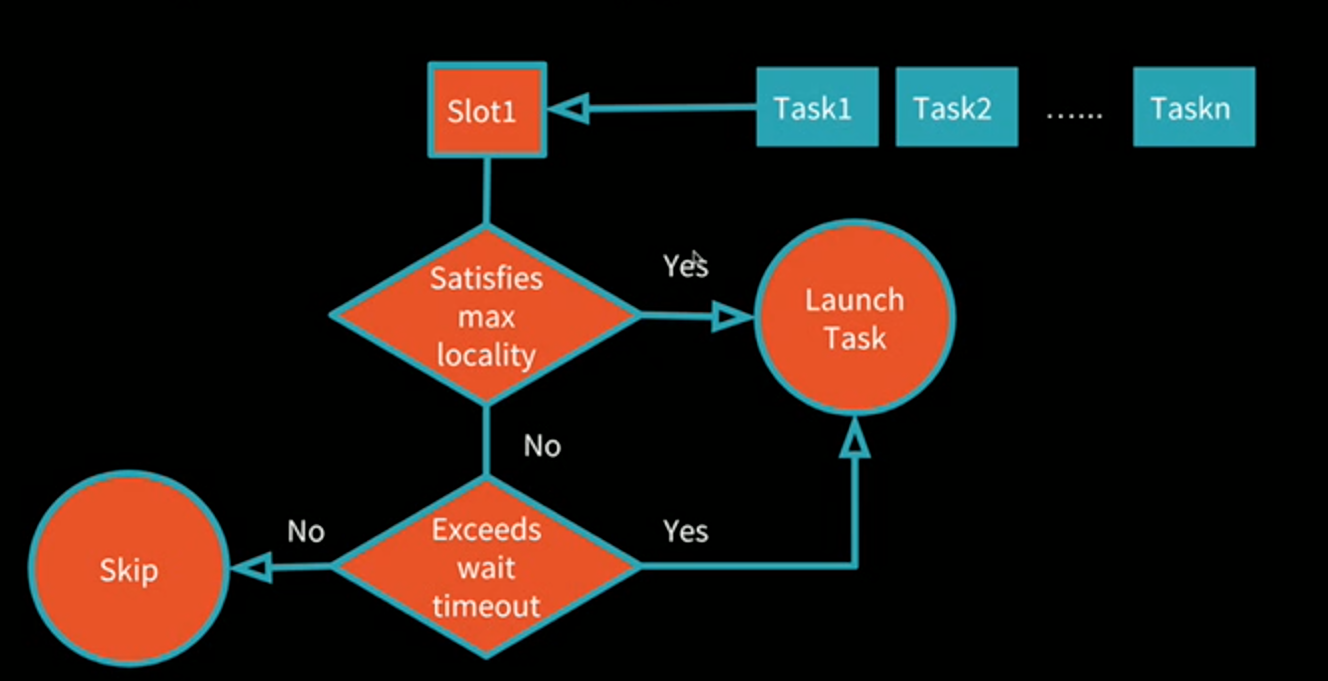 Slot1
Task1
Task2
......
Taskn
Satisfies
max
locality
Yes
Launch
Task
No
Exceeds
wait
timeout
No
Yes
Skip